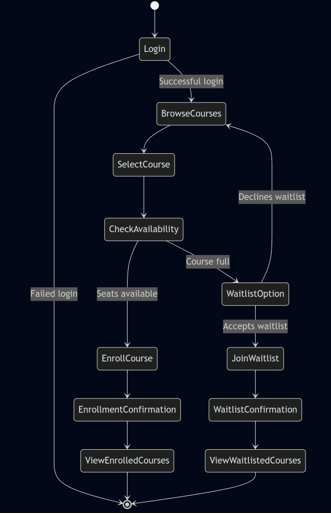 Login
Successful login
BrowseCourses
SelectCourse
Declines waitlist
CheckAvailability
Course full
Failed login
Seats available
WaitlistOption
Accepts waitlist
EnrollCourse
JoinWaitlist
EnrollmentConfirmation
WaitlistConfirmation
ViewEnrolledCourses
ViewWaitlistedCourses